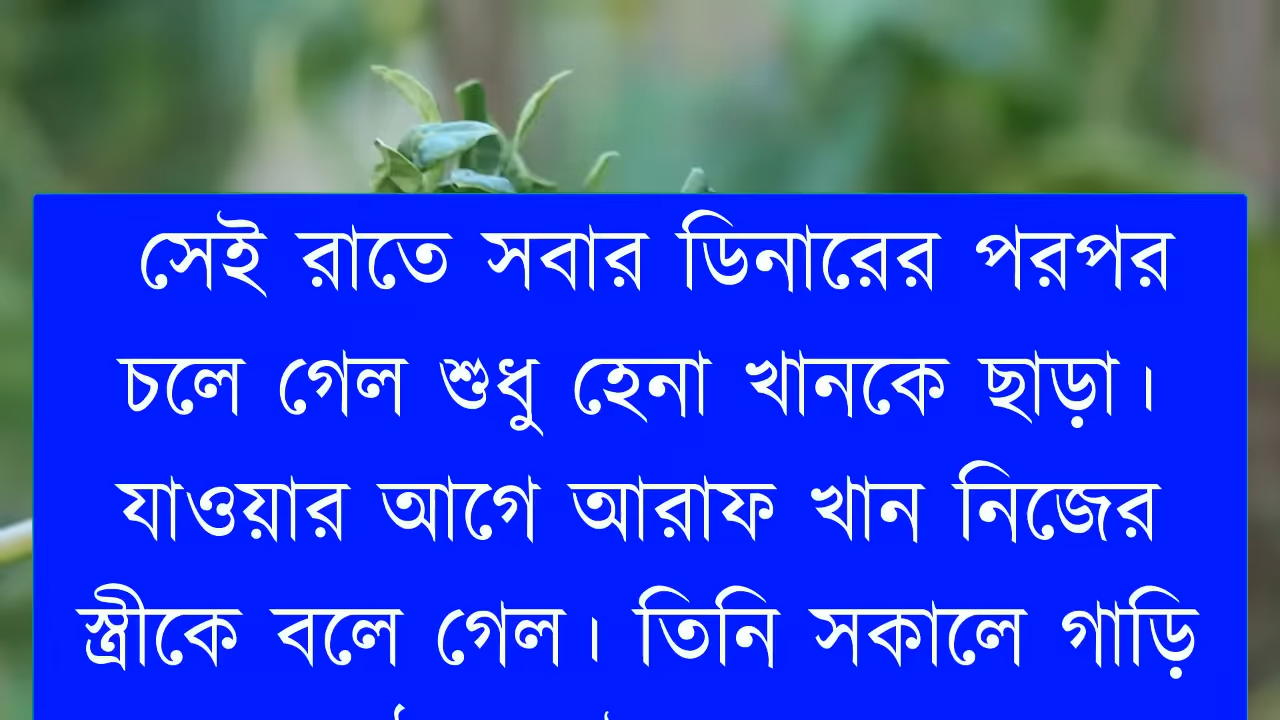 সেই রাতে সবার ডিনারের পরপর
চলে গেল শুধু হেনা খানকে ছাড়া।
যাওয়ার আগে আরাফ খান নিজের
স্ত্রীকে বলে গেল। তিনি সকালে গাড়ি